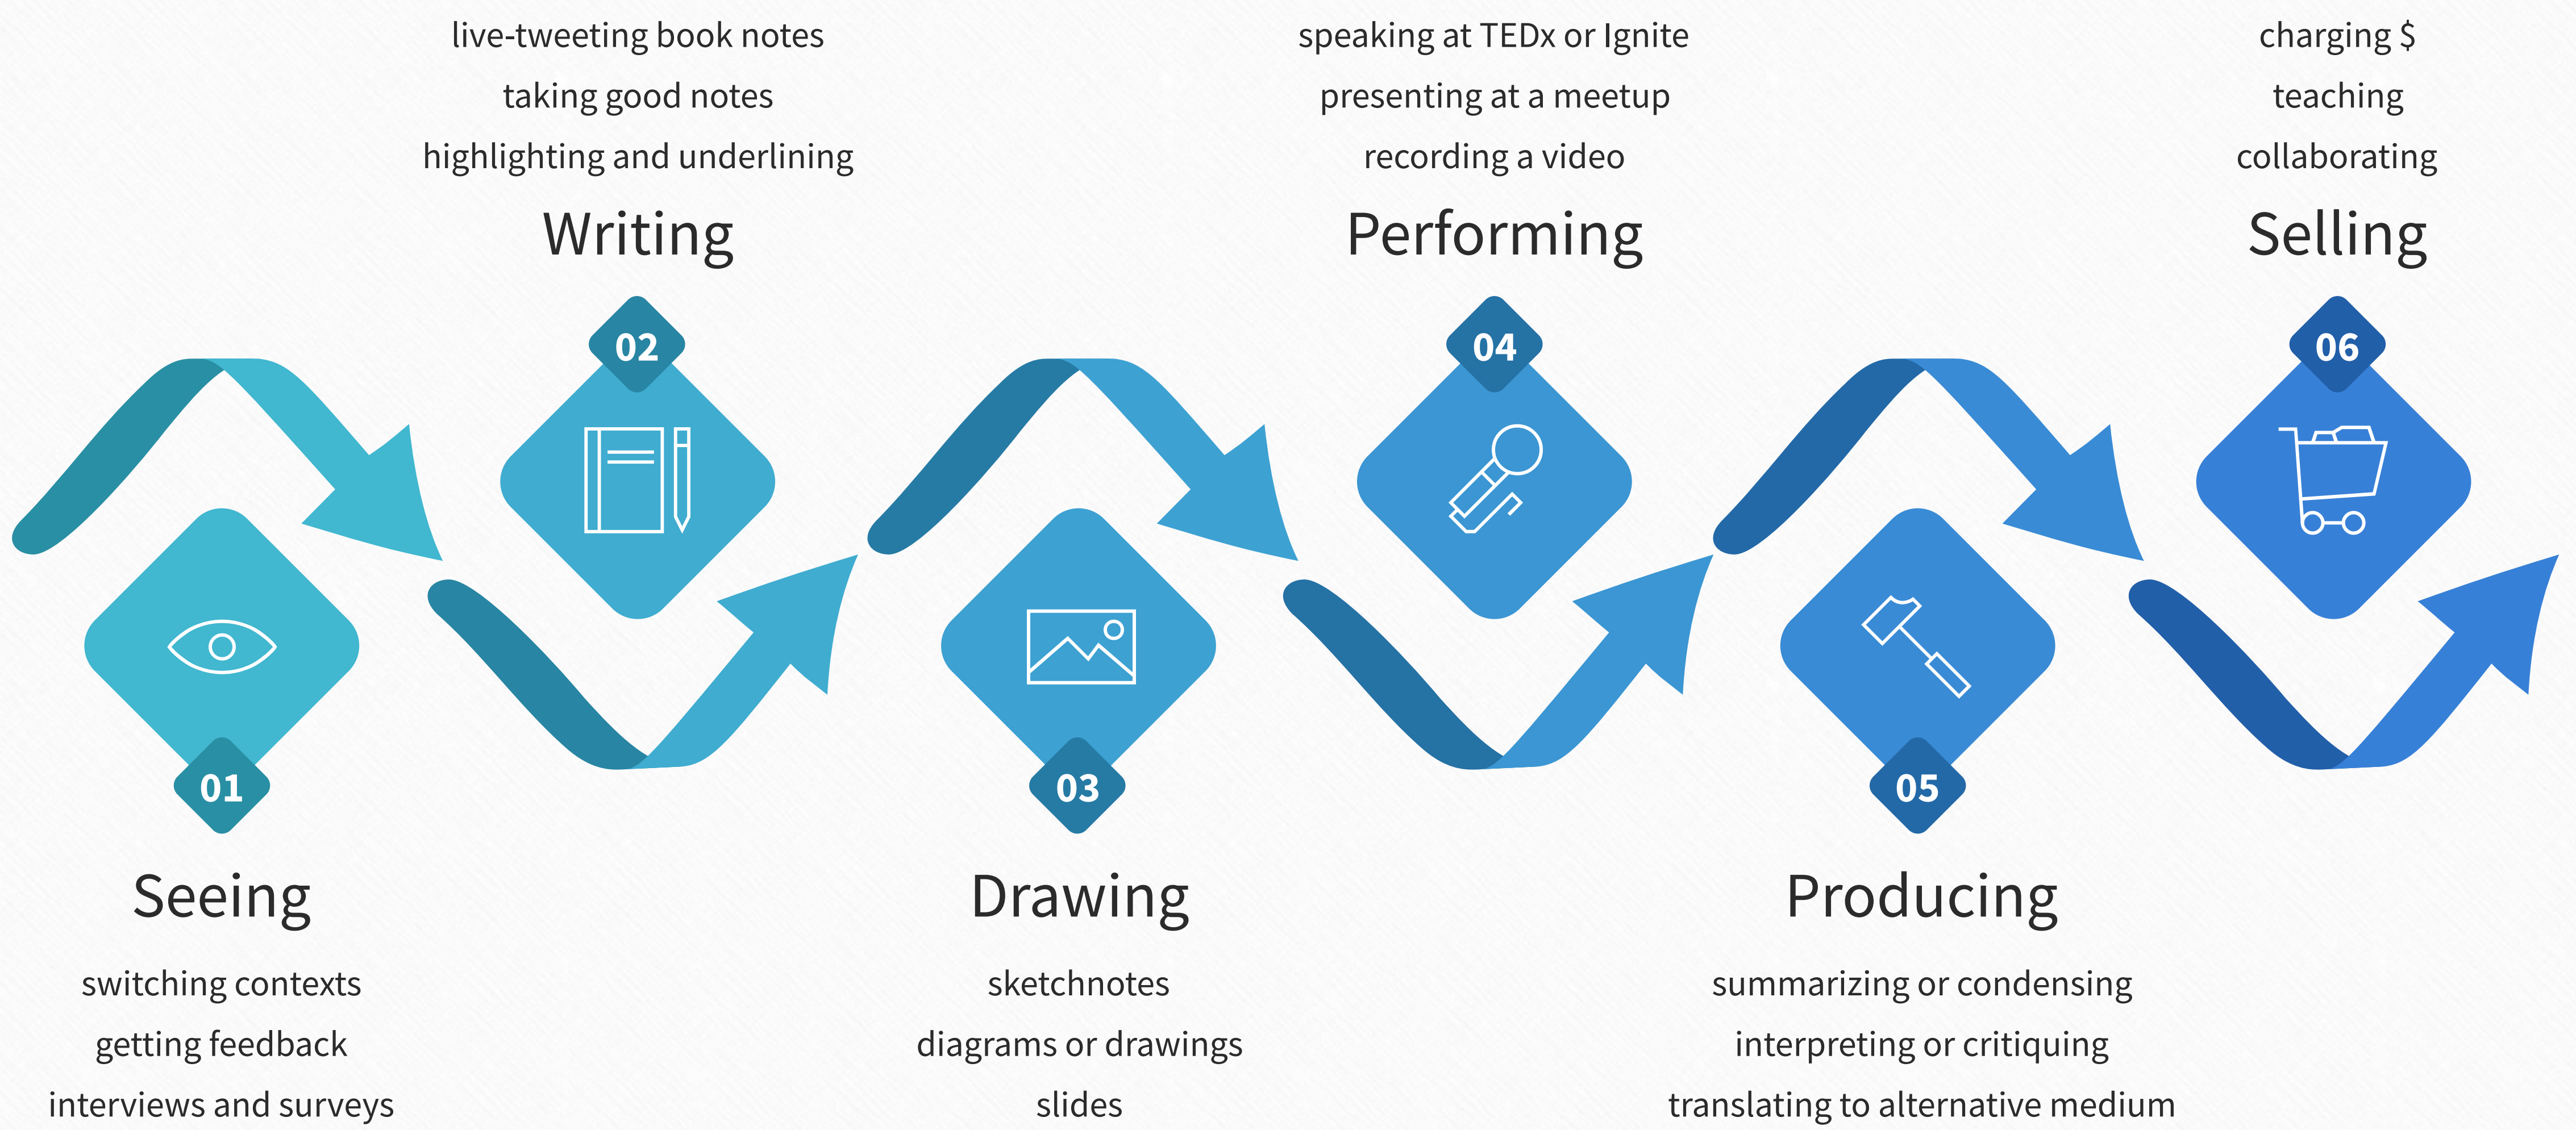 live-tweeting book notes
taking good notes
highlighting and underlining
Writing
02
speaking at TEDx or Ignite
presenting at a meetup
recording a video
Performing
04
charging $
teaching
collaborating
Selling
06
01
Seeing
switching contexts
getting feedback
interviews and surveys
03
Drawing
sketchnotes
diagrams or drawings
slides
05
Producing
summarizing or condensing
interpreting or critiquing
translating to alternative medium